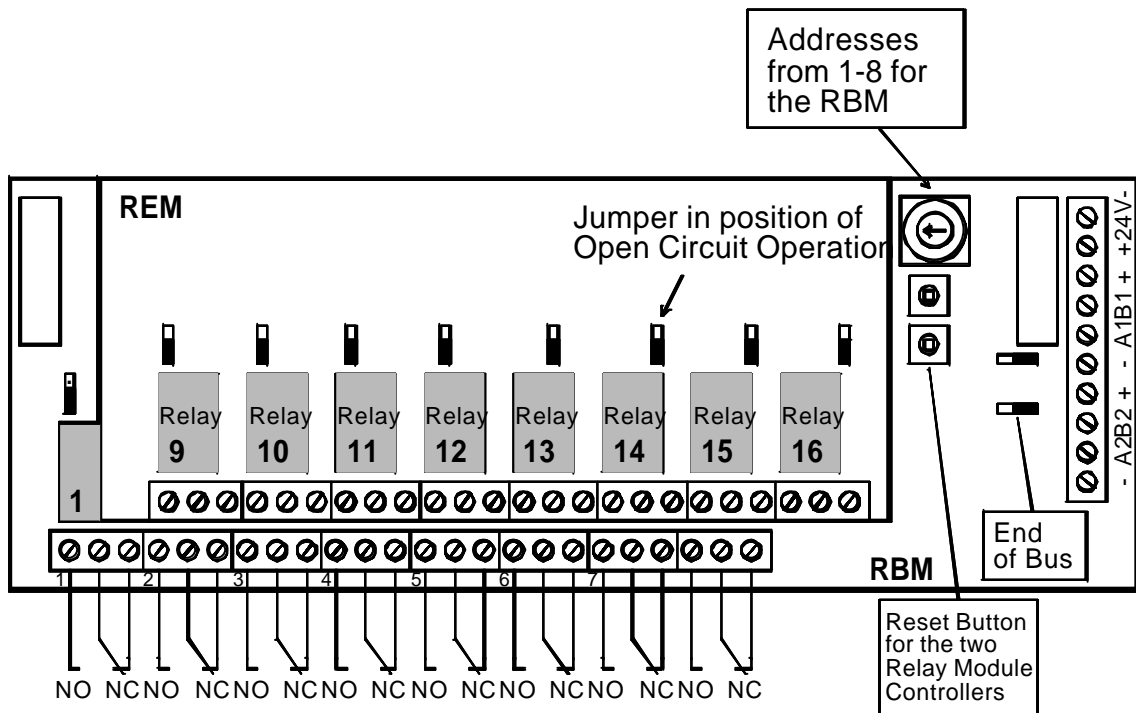 Addresses
from 1-8 for
the RBM
REM
Jumper in position of
Open Circuit Operation
- A2B2 + - A1B1 + +24V-
Relay Relay Relay Relay Relay Relay Relay Relay
9 10 11 12 13 14 15 16
1
End
of Bus
RBM
1 2 3 4 5 6 7
Reset Button
for the two
Relay Module
Controllers
NO NC NO NC NO NC NO NC NO NC NO NC NO NC NO NC